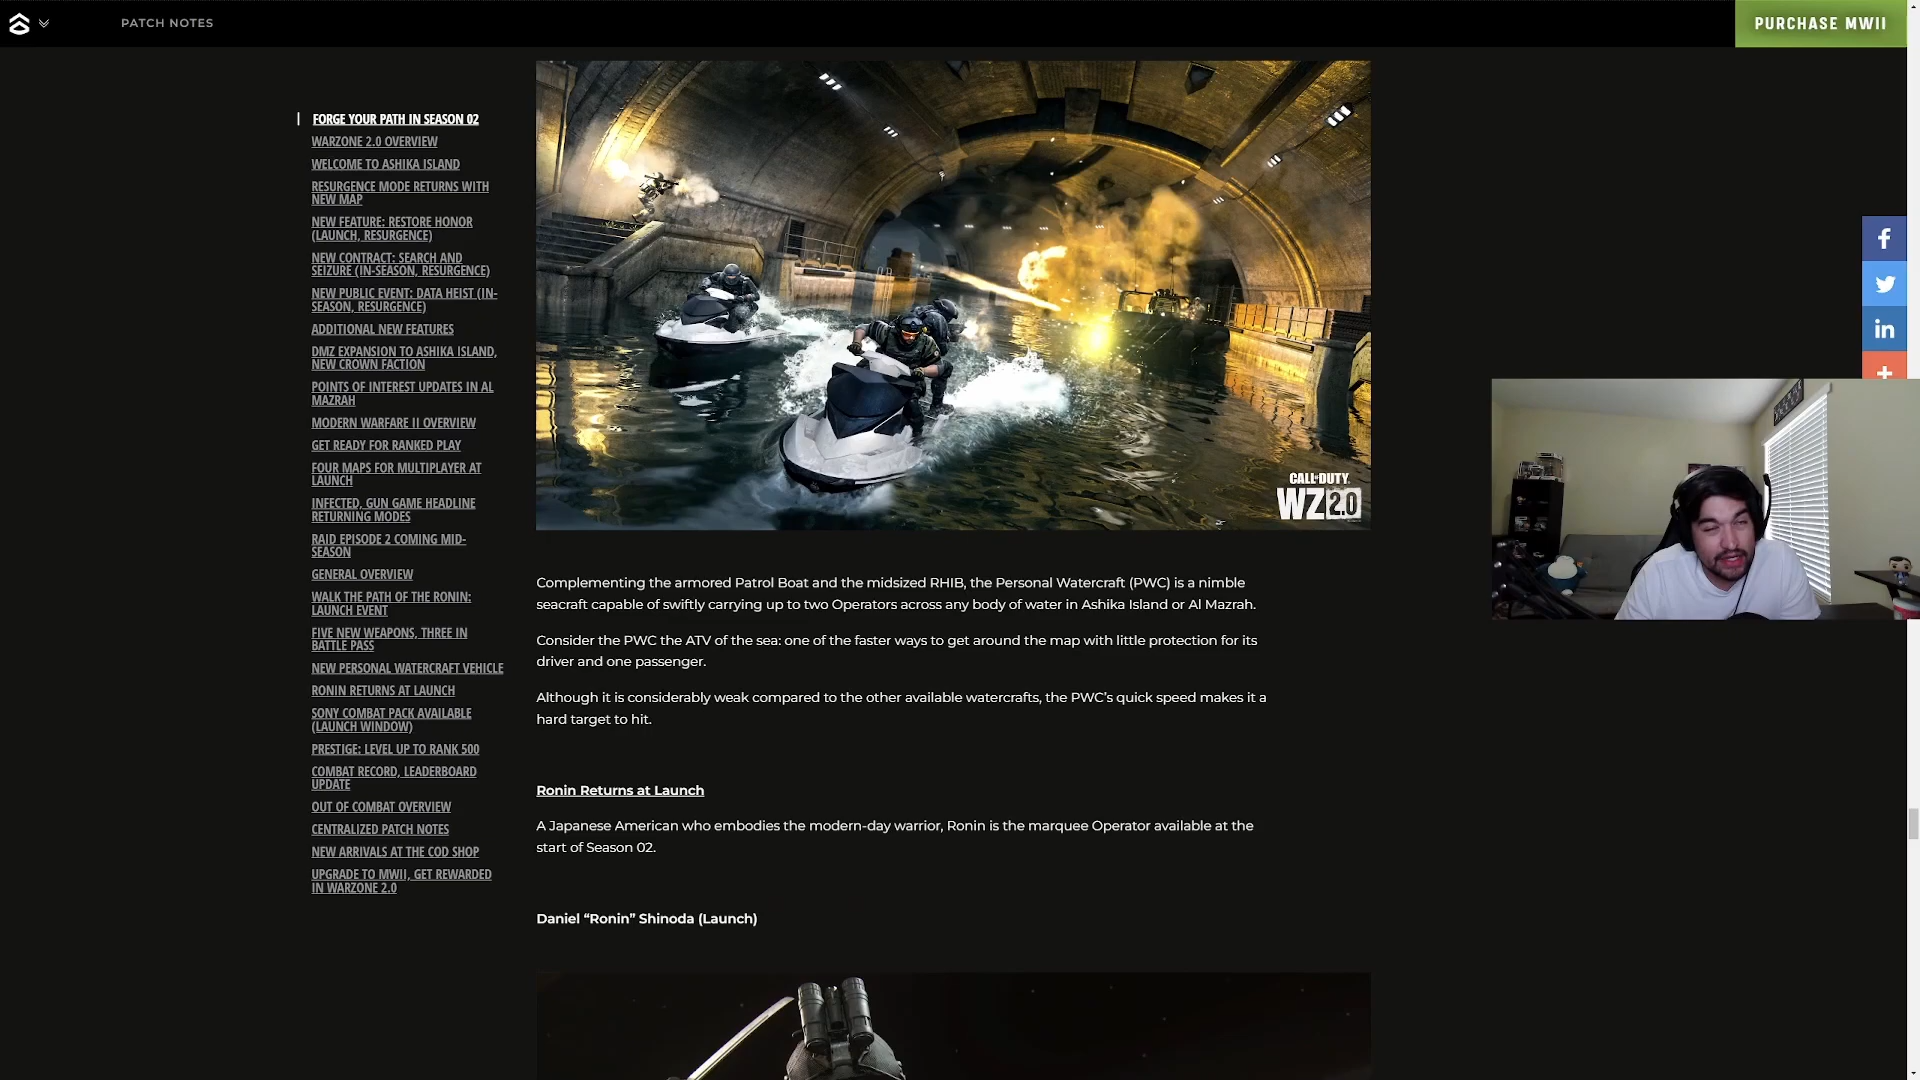 PATCH NOTES
PURCHASE MWII
FORGE YOUR PATH IN SEASON 02
WARZONE 2.0 OVERVIEW
WELCOME TO ASHIKA ISLAND
RESURGENCE MODE RETURNS WITH
NEW MAP
NEW FEATURE: RESTORE HONOR
(LAUNCH, RESURGENCE)
NEW CONTRACT: SEARCH AND
SEIZURE (IN-SEASON, RESURGENCE)
NEW PUBLIC EVENT: DATA HEIST (IN-
SEASON, RESURGENCE)
ADDITIONAL NEW FEATURES
DMZ EXPANSION TO ASHIKA ISLAND,
NEW CROWN FACTION
POINTS OF INTEREST UPDATES IN AL
MAZRAH
MODERN WARFARE II OVERVIEW
GET READY FOR RANKED PLAY
FOUR MAPS FOR MULTIPLAYER AT
LAUNCH
INFECTED, GUN GAME HEADLINE
RETURNING MODES
RAID EPISODE 2 COMING MID-
SEASON
GENERAL OVERVIEW
WALK THE PATH OF THE RONIN:
LAUNCH EVENT
FIVE NEW WEAPONS, THREE IN
BATTLE PASS
NEW PERSONAL WATERCRAFT VEHICLE
RONIN RETURNS AT LAUNCH
SONY COMBAT PACK AVAILABLE
(LAUNCH WINDOW)
PRESTIGE: LEVEL UP TO RANK 500
COMBAT RECORD, LEADERBOARD
UPDATE
OUT OF COMBAT OVERVIEW
CENTRALIZED PATCH NOTES
NEW ARRIVALS AT THE COD SHOP
UPGRADE TO MWII, GET REWARDED
IN WARZONE 2.0
CALL OF DUTY
WZ 2.0
Complementing the armored Patrol Boat and the midsized RHIB, the Personal Watercraft (PWC) is a nimble
seacraft capable of swiftly carrying up to two Operators across any body of water in Ashika Island or Al Mazrah.
Consider the PWC the ATV of the sea: one of the faster ways to get around the map with little protection for its
driver and one passenger.
Although it is considerably weak compared to the other available watercrafts, the PWC's quick speed makes it a
hard target to hit.
Ronin Returns at Launch
A Japanese American who embodies the modern-day warrior, Ronin is the marquee Operator available at the
start of Season 02.
Daniel “Ronin” Shinoda (Launch)